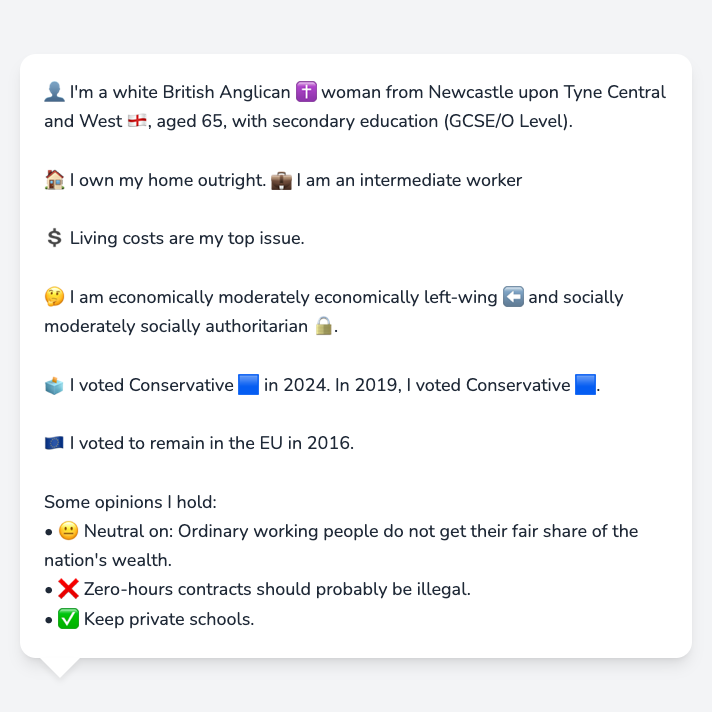 👤 I'm a white British Anglican ✝️ woman from Newcastle upon Tyne Central
and West 🏴󠁧󠁢󠁥󠁮󠁧󠁿, aged 65, with secondary education (GCSE/O Level).
🏠 I own my home outright. 💼 I am an intermediate worker
💲 Living costs are my top issue.
🤔 I am economically moderately economically left-wing ⬅️ and socially
moderately socially authoritarian 🔒.
🗳️ I voted Conservative 🟦 in 2024. In 2019, I voted Conservative 🟦.
🇪🇺 I voted to remain in the EU in 2016.
Some opinions I hold:
• 😐 Neutral on: Ordinary working people do not get their fair share of the
nation's wealth.
• ❌ Zero-hours contracts should probably be illegal.
• ✅ Keep private schools.